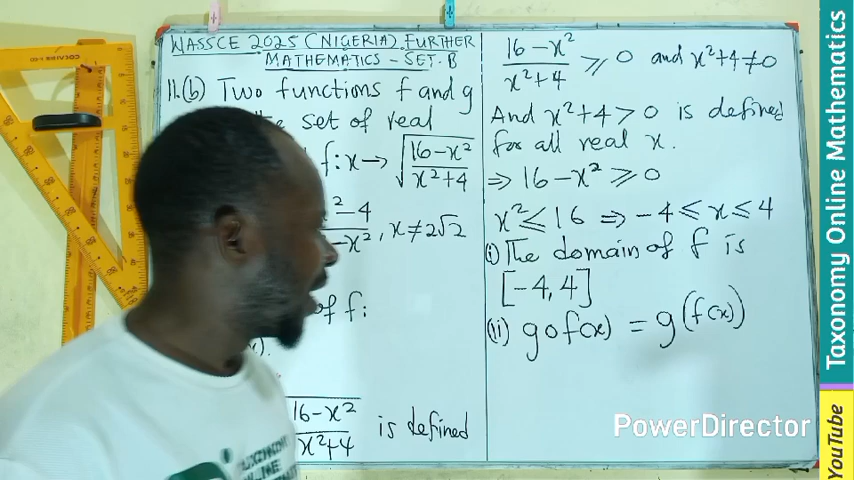 WASSCE 2025 (NIGERIA) FURTHER
MATHEMATICS - SET. B
11.(b) Two functions f and g
set of real
f: x → √(16-x²/x²+4)
²-4
-x², x ≠ 2√2
of f:
16-x²/x²+4 is defined
16-x²/x²+4 ≥ 0 and x²+4≠0
And x²+4 > 0 is defined
for all real x.
⇒ 16-x² ≥ 0
x² ≤ 16 ⇒ -4 ≤ x ≤ 4
(i) The domain of f is
[-4, 4]
(ii) gof(x) = g(f(x))
PowerDirector
Taxonomy Online Mathematics
YouTube